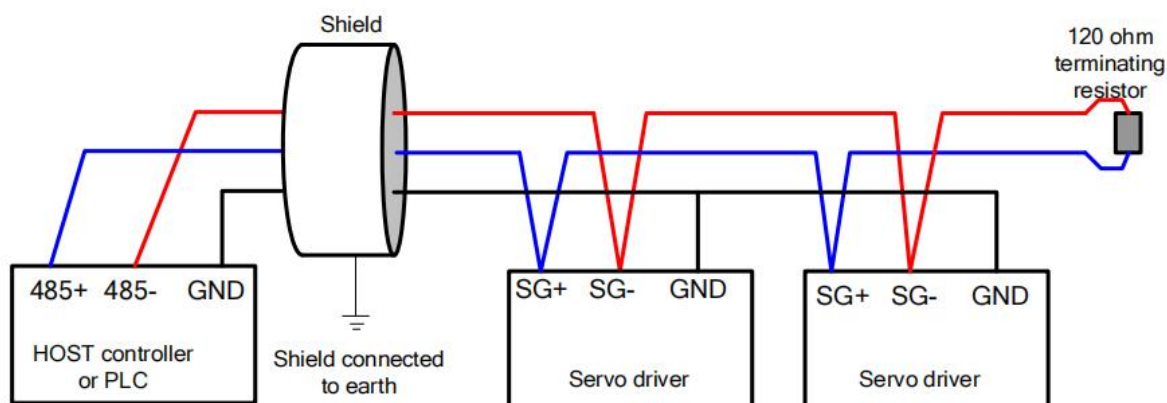 Shield
120 ohm
terminating
resistor
485+ 485- GND
HOST controller
or PLC
Shield connected
to earth
SG+ SG- GND
Servo driver
SG+ SG- GND
Servo driver